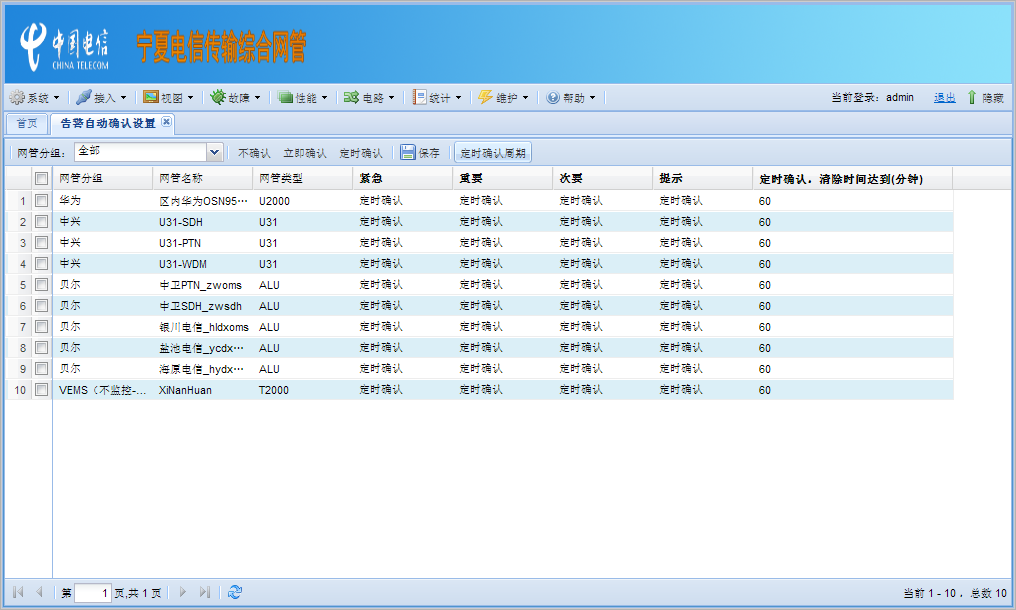 中国电信
CHINA TELECOM
宁夏电信传输综合网管
系统 接入 视图 故障 性能 电路 统计 维护 帮助 当前登录：admin 退出 隐藏
首页 告警自动确认设置
网管分组： 全部 不确认 立即确认 定时确认 保存 定时确认周期
网管分组 网管名称 网管类型 紧急 重要 次要 提示 定时确认，清除时间达到(分钟)
1 华为 区内华为OSN95… U2000 定时确认 定时确认 定时确认 定时确认 60
2 中兴 U31-SDH U31 定时确认 定时确认 定时确认 定时确认 60
3 中兴 U31-PTN U31 定时确认 定时确认 定时确认 定时确认 60
4 中兴 U31-WDM U31 定时确认 定时确认 定时确认 定时确认 60
5 贝尔 中卫PTN_zwoms ALU 定时确认 定时确认 定时确认 定时确认 60
6 贝尔 中卫SDH_zwsdh ALU 定时确认 定时确认 定时确认 定时确认 60
7 贝尔 银川电信_hldxoms ALU 定时确认 定时确认 定时确认 定时确认 60
8 贝尔 盐池电信_ycdx… ALU 定时确认 定时确认 定时确认 定时确认 60
9 贝尔 海原电信_hydx… ALU 定时确认 定时确认 定时确认 定时确认 60
10 VEMS（不监控-... XiNanHuan T2000 定时确认 定时确认 定时确认 定时确认 60
第 1 页,共 1 页 当前 1 - 10 ，总数 10